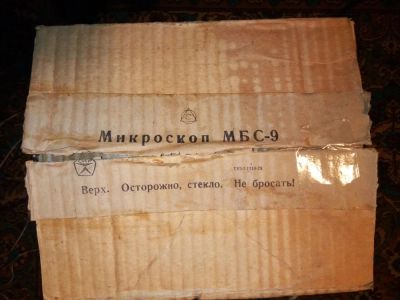 Микроскоп МБС-9
Верх. Осторожно, стекло. Не бросать!